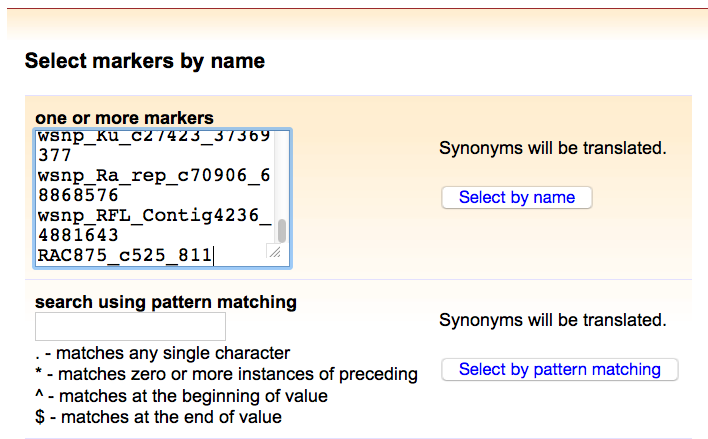 Select markers by name
one or more markers
wsnp_Ku_c27423_37369
377
wsnp_Ra_rep_c70906_6
8868576
wsnp_RFL_Contig4236_
4881643
RAC875_c525_811
Synonyms will be translated.
Select by name
search using pattern matching
. - matches any single character
* - matches zero or more instances of preceding
^ - matches at the beginning of value
$ - matches at the end of value
Synonyms will be translated.
Select by pattern matching